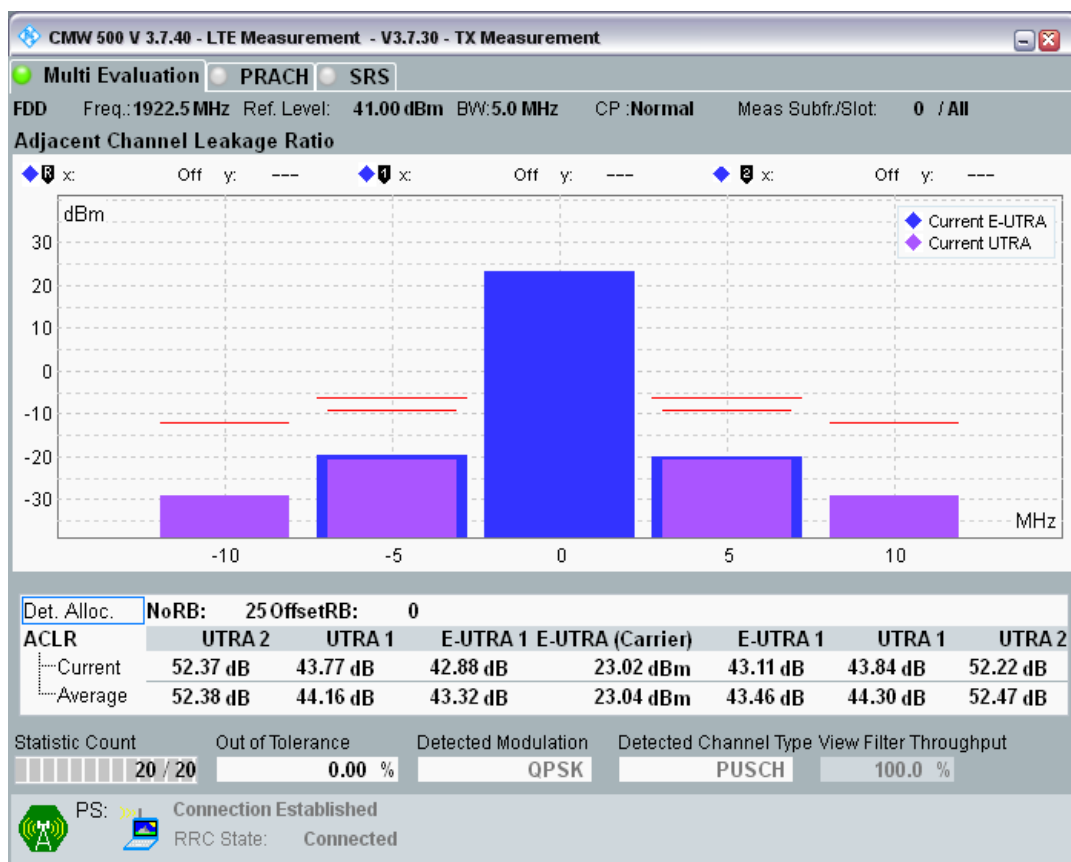 CMW 500 V 3.7.40 - LTE Measurement - V3.7.30 - TX Measurement
Multi Evaluation PRACH SRS
FDD Freq.: 1922.5 MHz Ref. Level: 41.00 dBm BW: 5.0 MHz CP : Normal Meas Subfr./Slot: 0 / All
Adjacent Channel Leakage Ratio
R x: Off y: --- 1 x: Off y: --- 2 x: Off y: ---
dBm
Current E-UTRA
Current UTRA
30
20
10
0
-10
-20
-30
MHz
-10 -5 0 5 10
Det. Alloc. NoRB: 25 OffsetRB: 0
ACLR UTRA 2 UTRA 1 E-UTRA 1 E-UTRA (Carrier) E-UTRA 1 UTRA 1 UTRA 2
Current 52.37 dB 43.77 dB 42.88 dB 23.02 dBm 43.11 dB 43.84 dB 52.22 dB
Average 52.38 dB 44.16 dB 43.32 dB 23.04 dBm 43.46 dB 44.30 dB 52.47 dB
Statistic Count Out of Tolerance Detected Modulation Detected Channel Type View Filter Throughput
20 / 20 0.00 % QPSK PUSCH 100.0 %
PS: Connection Established
RRC State: Connected